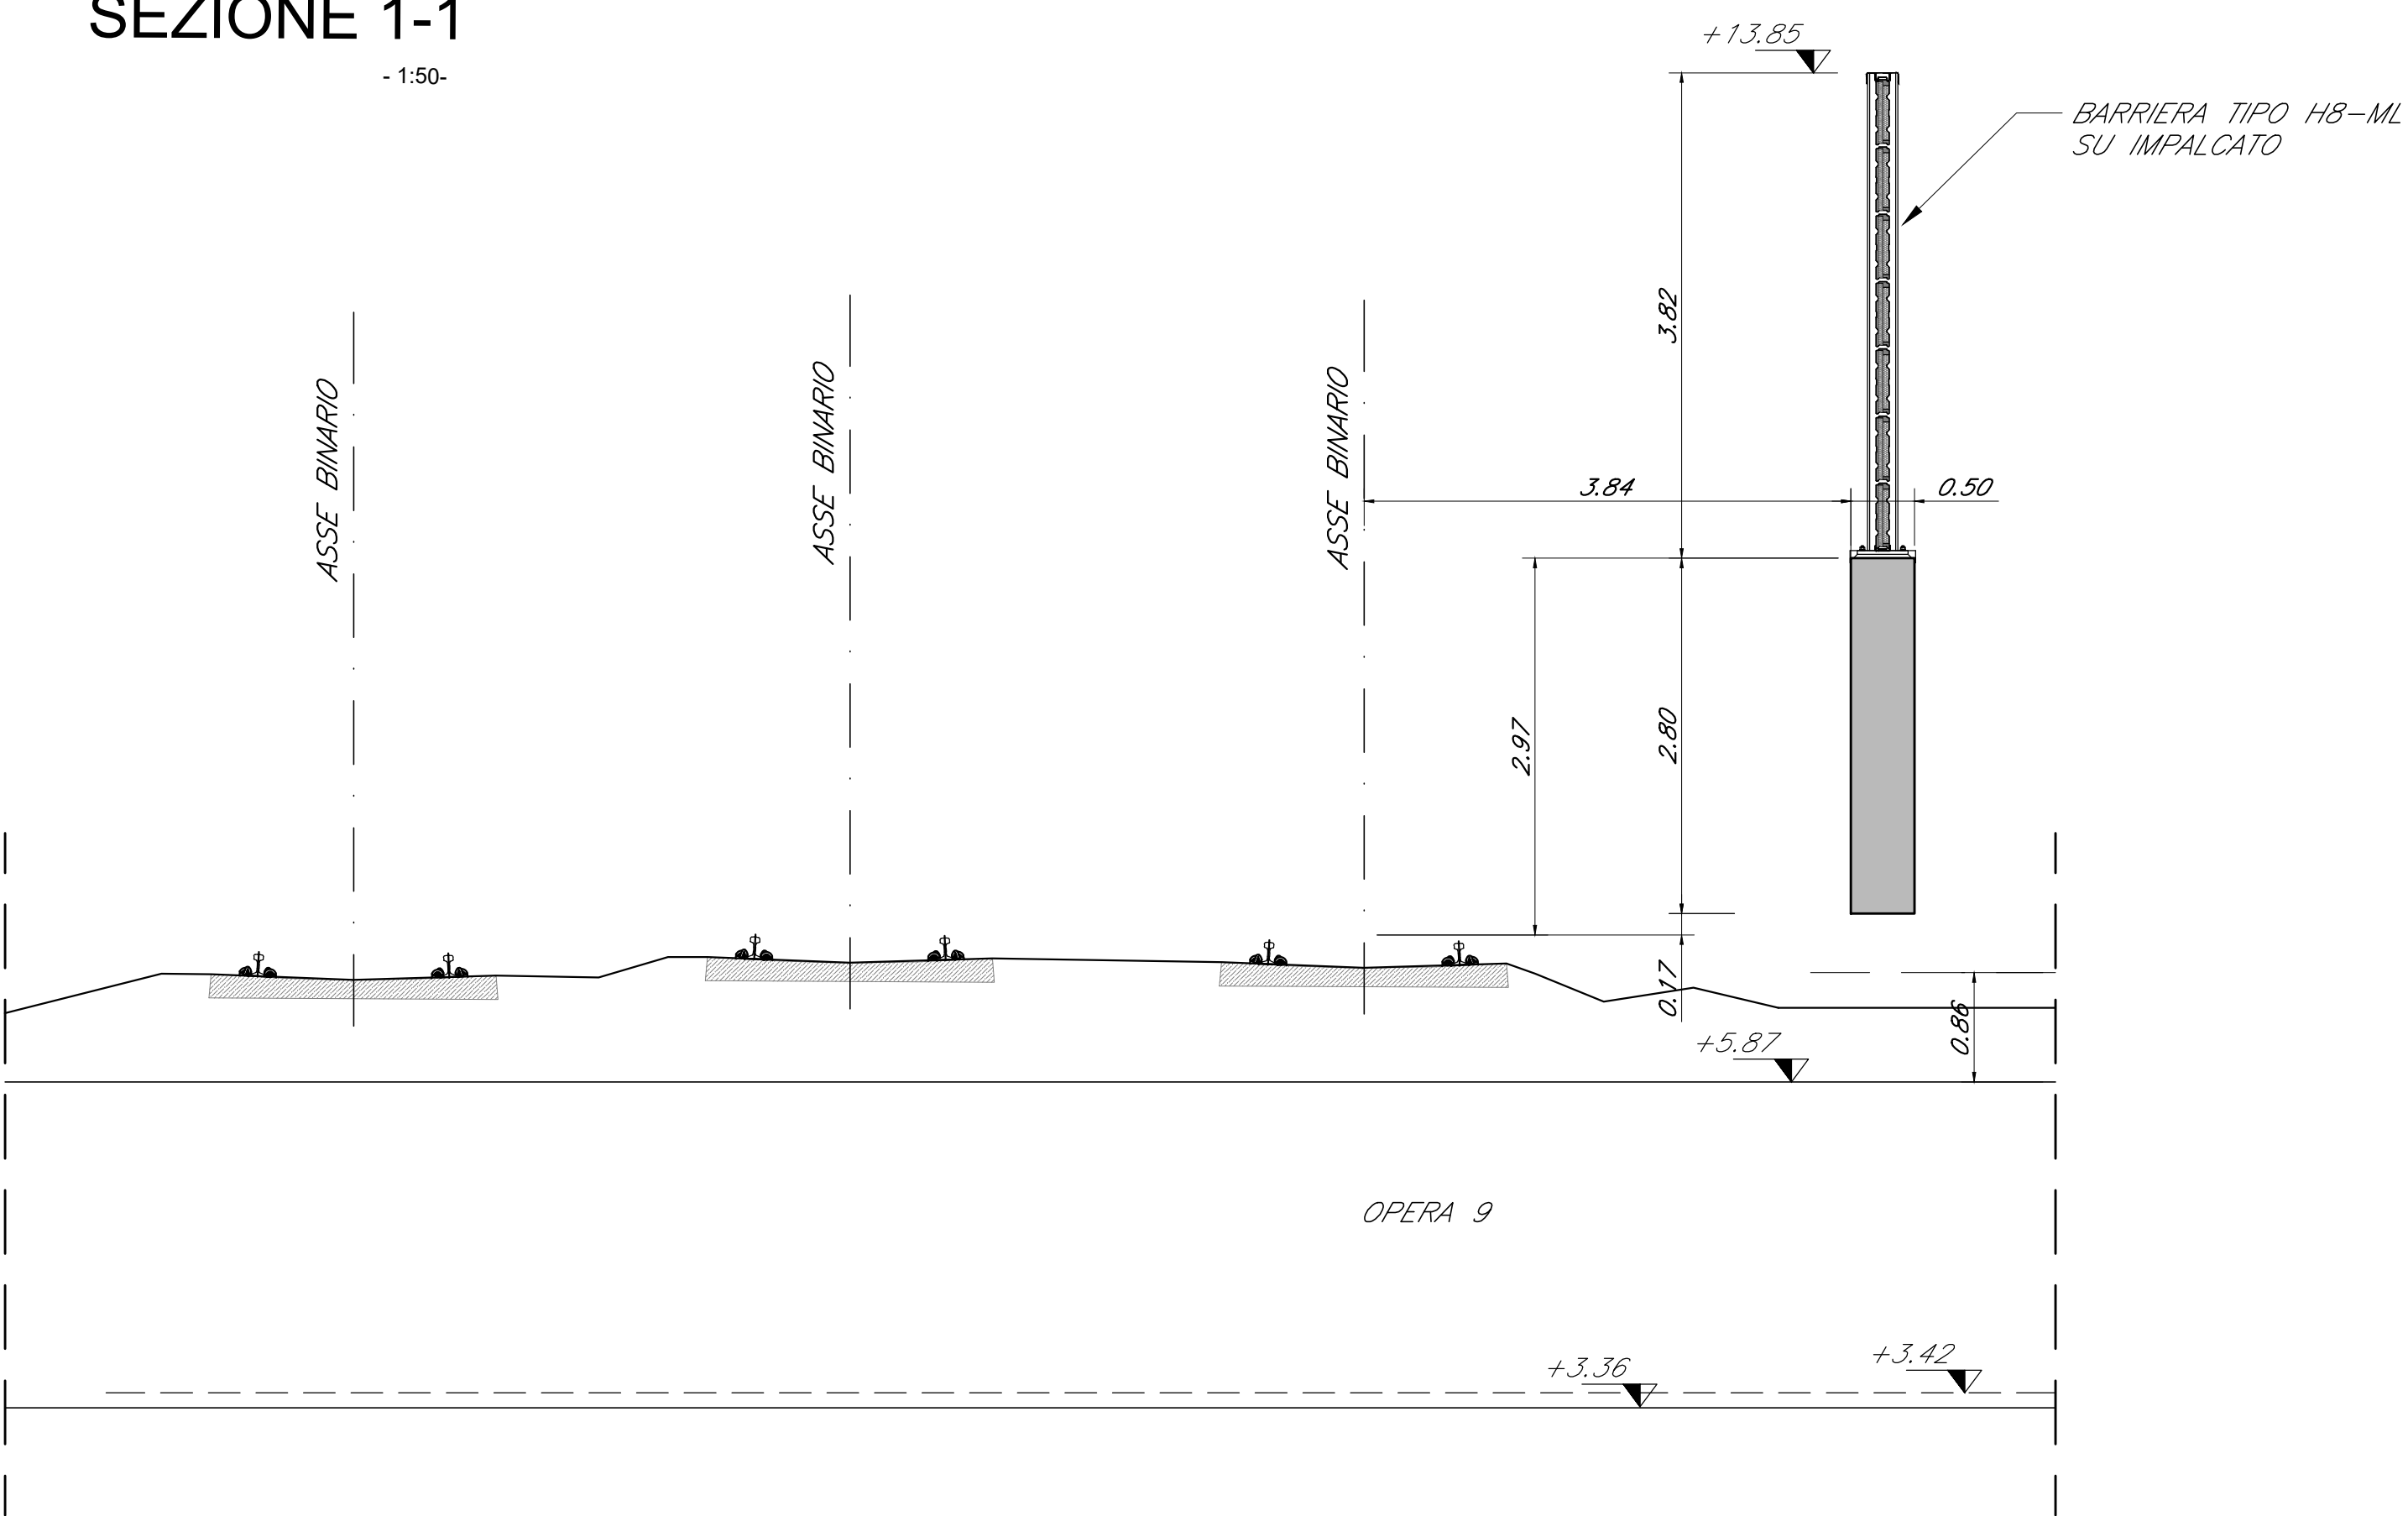 SEZIONE 1-1
- 1:50-
+13.85
BARRIERA TIPO H8-ML
SU IMPALCATO
3.82
ASSE BINARIO
ASSE BINARIO
ASSE BINARIO
3.84
0.50
2.97
2.80
0.17
0.86
+5.87
OPERA 9
+3.36
+3.42